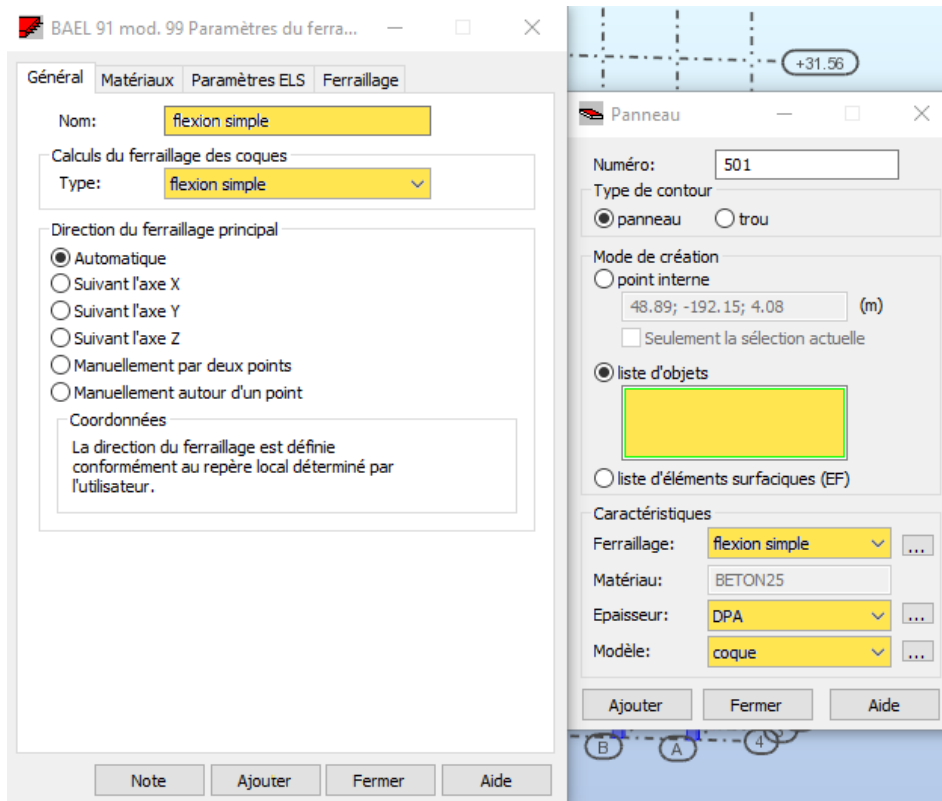 BAEL 91 mod. 99 Paramètres du ferra...
Général Matériaux Paramètres ELS Ferraillage
Nom: flexion simple
Calculs du ferraillage des coques
Type: flexion simple
Direction du ferraillage principal
Automatique
Suivant l'axe X
Suivant l'axe Y
Suivant l'axe Z
Manuellement par deux points
Manuellement autour d'un point
Coordonnées
La direction du ferraillage est définie
conformément au repère local déterminé par
l'utilisateur.
Note Ajouter Fermer Aide
+31.56
Panneau
Numéro: 501
Type de contour
panneau trou
Mode de création
point interne
48.89; -192.15; 4.08 (m)
Seulement la sélection actuelle
liste d'objets
liste d'éléments surfaciques (EF)
Caractéristiques
Ferraillage: flexion simple ...
Matériau: BETON25
Epaisseur: DPA ...
Modèle: coque ...
Ajouter Fermer Aide
B A 4